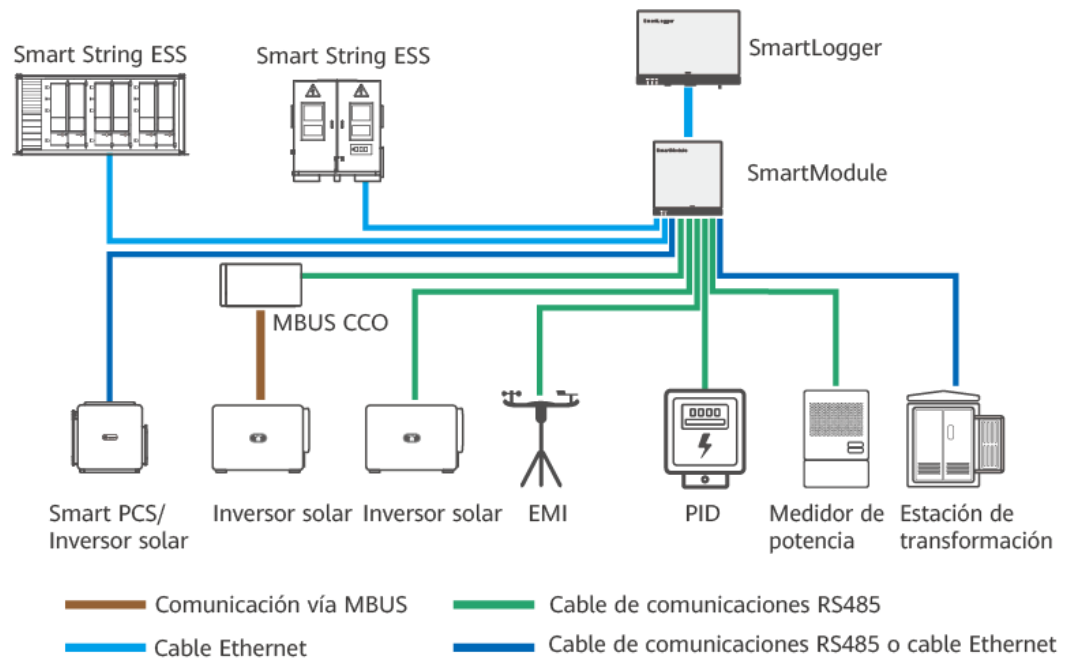 SmartLogger
Smart String ESS
Smart String ESS
SmartLogger
SmartModule
SmartModule
MBUS CCO
0000
Smart PCS/
Inversor solar
Inversor solar
Inversor solar
EMI
PID
Medidor de
potencia
Estación de
transformación
Comunicación vía MBUS
Cable de comunicaciones RS485
Cable Ethernet
Cable de comunicaciones RS485 o cable Ethernet